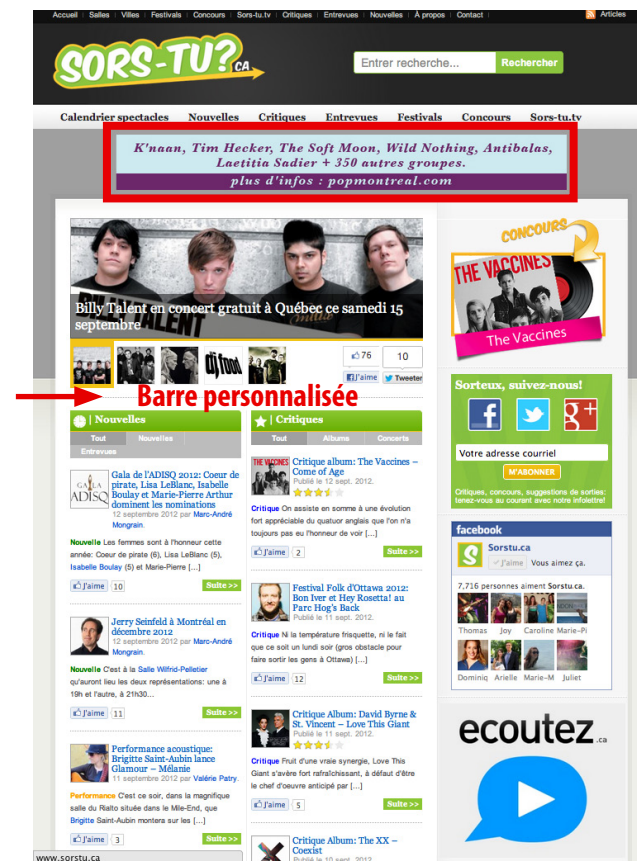 Accueil | Salles | Villes | Festivals | Concours | Sors-tu.tv | Critiques | Entrevues | Nouvelles | À propos | Contact |
Articles
SORS-TU?.CA
Entrer recherche...
Rechercher
Calendrier spectacles Nouvelles Critiques Entrevues Festivals Concours Sors-tu.tv
K'naan, Tim Hecker, The Soft Moon, Wild Nothing, Antibalas,
Laetitia Sadier + 350 autres groupes.
plus d'infos : popmontreal.com
Billy Talent en concert gratuit à Québec ce samedi 15
septembre
dj food
76
10
J'aime
Tweeter
Barre personnalisée
| Nouvelles
Tout Nouvelles
Entrevues
GALA
ADISQ
Gala de l'ADISQ 2012: Coeur de
pirate, Lisa LeBlanc, Isabelle
Boulay et Marie-Pierre Arthur
dominent les nominations
12 septembre 2012 par Marc-André
Mongrain.
Nouvelle Les femmes sont à l'honneur cette
année: Coeur de pirate (6), Lisa LeBlanc (5),
Isabelle Boulay (5) et Marie-Pierre [...]
J'aime 10
Suite >>
Jerry Seinfeld à Montréal en
décembre 2012
12 septembre 2012 par Marc-André
Mongrain.
Nouvelle C'est à la Salle Wilfrid-Pelletier
qu'auront lieu les deux représentations: une à
19h et l'autre, à 21h30...
J'aime 11
Suite >>
Performance acoustique:
Brigitte Saint-Aubin lance
Glamour – Mélanie
11 septembre 2012 par Valérie Patry.
Performance C'est ce soir, dans la magnifique
salle du Rialto située dans le Mile-End, que
Brigitte Saint-Aubin montera sur les [...]
J'aime 3
Suite >>
www.sorstu.ca
| Critiques
Tout Albums Concerts
THE VACCINES
Critique album: The Vaccines –
Come of Age
Publié le 12 sept. 2012.
Critique On assiste en somme à une évolution
fort appréciable du quatuor anglais que l'on n'a
toujours pas eu l'honneur de voir [...]
J'aime 2
Suite >>
Festival Folk d'Ottawa 2012:
Bon Iver et Hey Rosetta! au
Parc Hog's Back
Publié le 11 sept. 2012.
Critique Ni la température frisquette, ni le fait
que ce soit un lundi soir (gros obstacle pour
faire sortir les gens à Ottawa) [...]
J'aime 12
Suite >>
Critique Album: David Byrne &
St. Vincent – Love This Giant
Publié le 11 sept. 2012.
Critique Fruit d'une vraie synergie, Love This
Giant s'avère fort rafraîchissant, à défaut d'être
le chef d'oeuvre anticipé par [...]
J'aime 5
Suite >>
Critique Album: The XX –
Coexist
Publié le 10 sept. 2012.
CONCOURS
THE VACCINES
The Vaccines
Sorteux, suivez-nous!
f
g+
Votre adresse courriel
M'ABONNER
Critiques, concours, suggestions de sorties:
tenez-vous au courant avec notre infolettre!
facebook
Sorstu.ca
J'aime Vous aimez ça.
7,716 personnes aiment Sorstu.ca.
Thomas Joy Caroline Marie-Pi
Dominiq Arielle Marie-M Juliet
ecoutez.ca